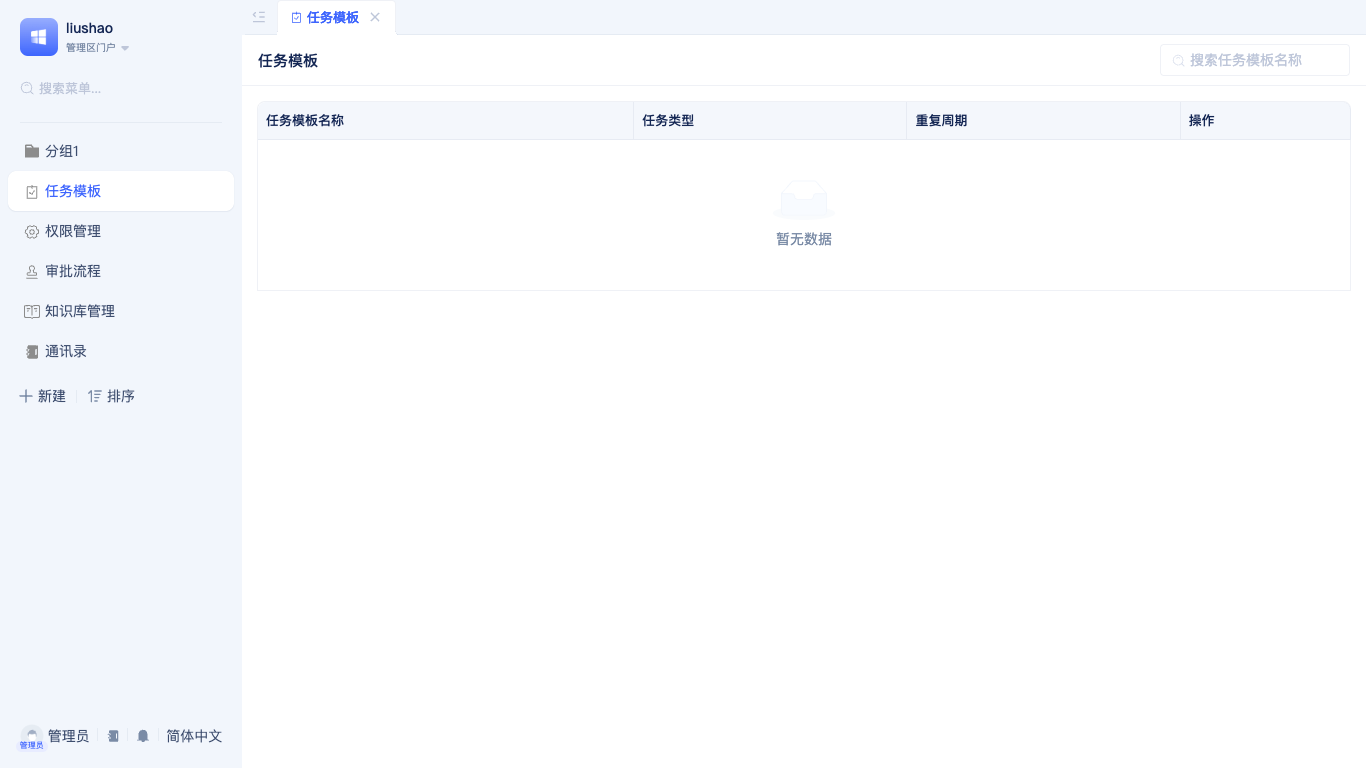 liushao
管理区门户
搜索菜单...
分组1
任务模板
权限管理
审批流程
知识库管理
通讯录
新建
排序
管理员
管理员
简体中文
任务模板
任务模板
搜索任务模板名称
任务模板名称 任务类型 重复周期 操作
暂无数据